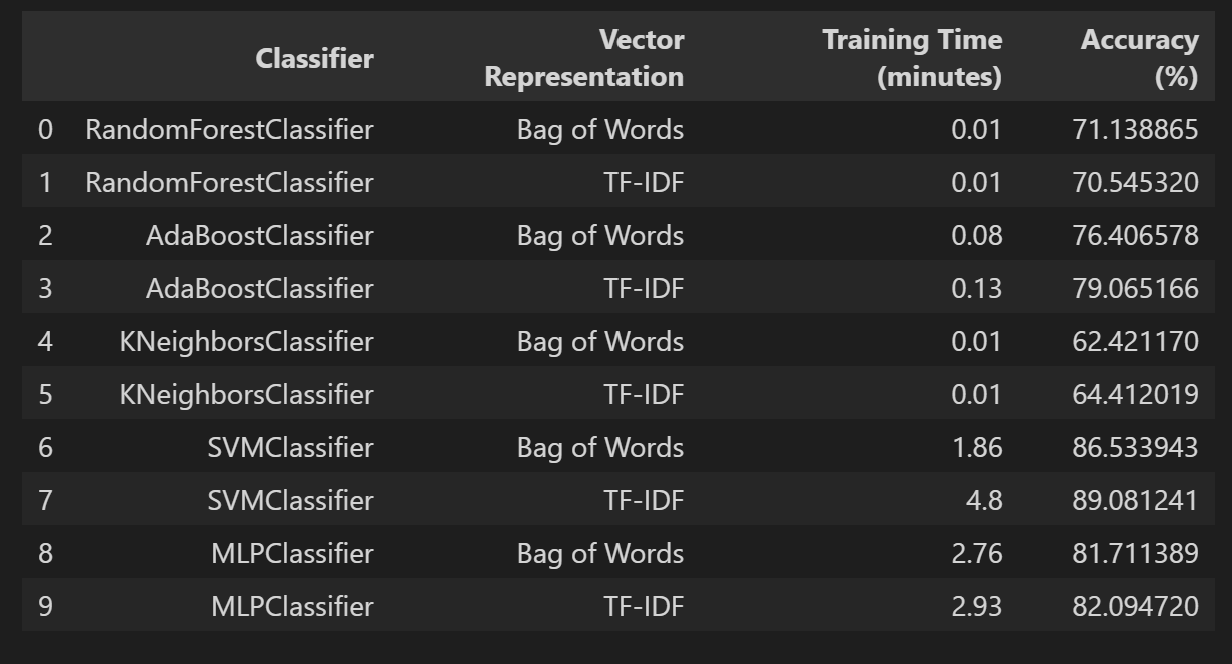 Classifier Vector Representation Training Time (minutes) Accuracy (%)
0 RandomForestClassifier Bag of Words 0.01 71.138865
1 RandomForestClassifier TF-IDF 0.01 70.545320
2 AdaBoostClassifier Bag of Words 0.08 76.406578
3 AdaBoostClassifier TF-IDF 0.13 79.065166
4 KNeighborsClassifier Bag of Words 0.01 62.421170
5 KNeighborsClassifier TF-IDF 0.01 64.412019
6 SVMClassifier Bag of Words 1.86 86.533943
7 SVMClassifier TF-IDF 4.8 89.081241
8 MLPClassifier Bag of Words 2.76 81.711389
9 MLPClassifier TF-IDF 2.93 82.094720